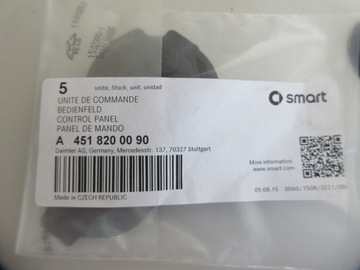 5 unité, Stück, unit, unidad
UNITE DE COMMANDE
BEDIENFELD
CONTROL PANEL
PANEL DE MANDO
A 451 820 00 90
Daimler AG, Germany, Mercedesstr. 137, 70327 Stuttgart
Made in CZECH REPUBLIC
smart
More information:
www.smart.com
05.08.15